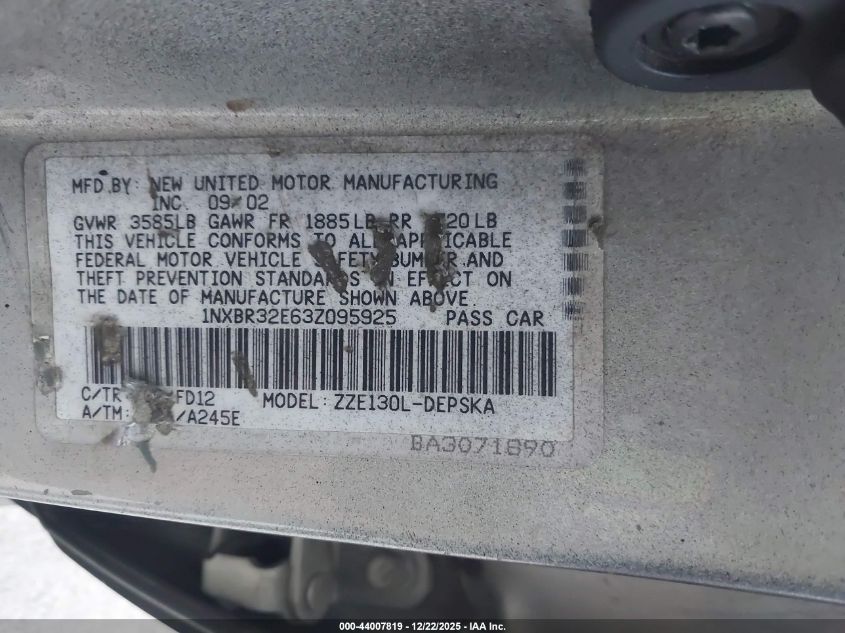 MFD.BY: NEW UNITED MOTOR MANUFACTURING
INC. 09 02
GVWR 3585LB GAWR FR 1885LB RR 720LB
THIS VEHICLE CONFORMS TO ALL APPLICABLE
FEDERAL MOTOR VEHICLE SAFETY BUMPER AND
THEFT PREVENTION STANDARDS IN EFFECT ON
THE DATE OF MANUFACTURE SHOWN ABOVE.
1NXBR32E63Z095925 PASS CAR
C/TR FD12 MODEL: ZZE130L-DEPSKA
A/TM /A245E
BA3071890
000-44007819 - 12/22/2025 - IAA Inc.